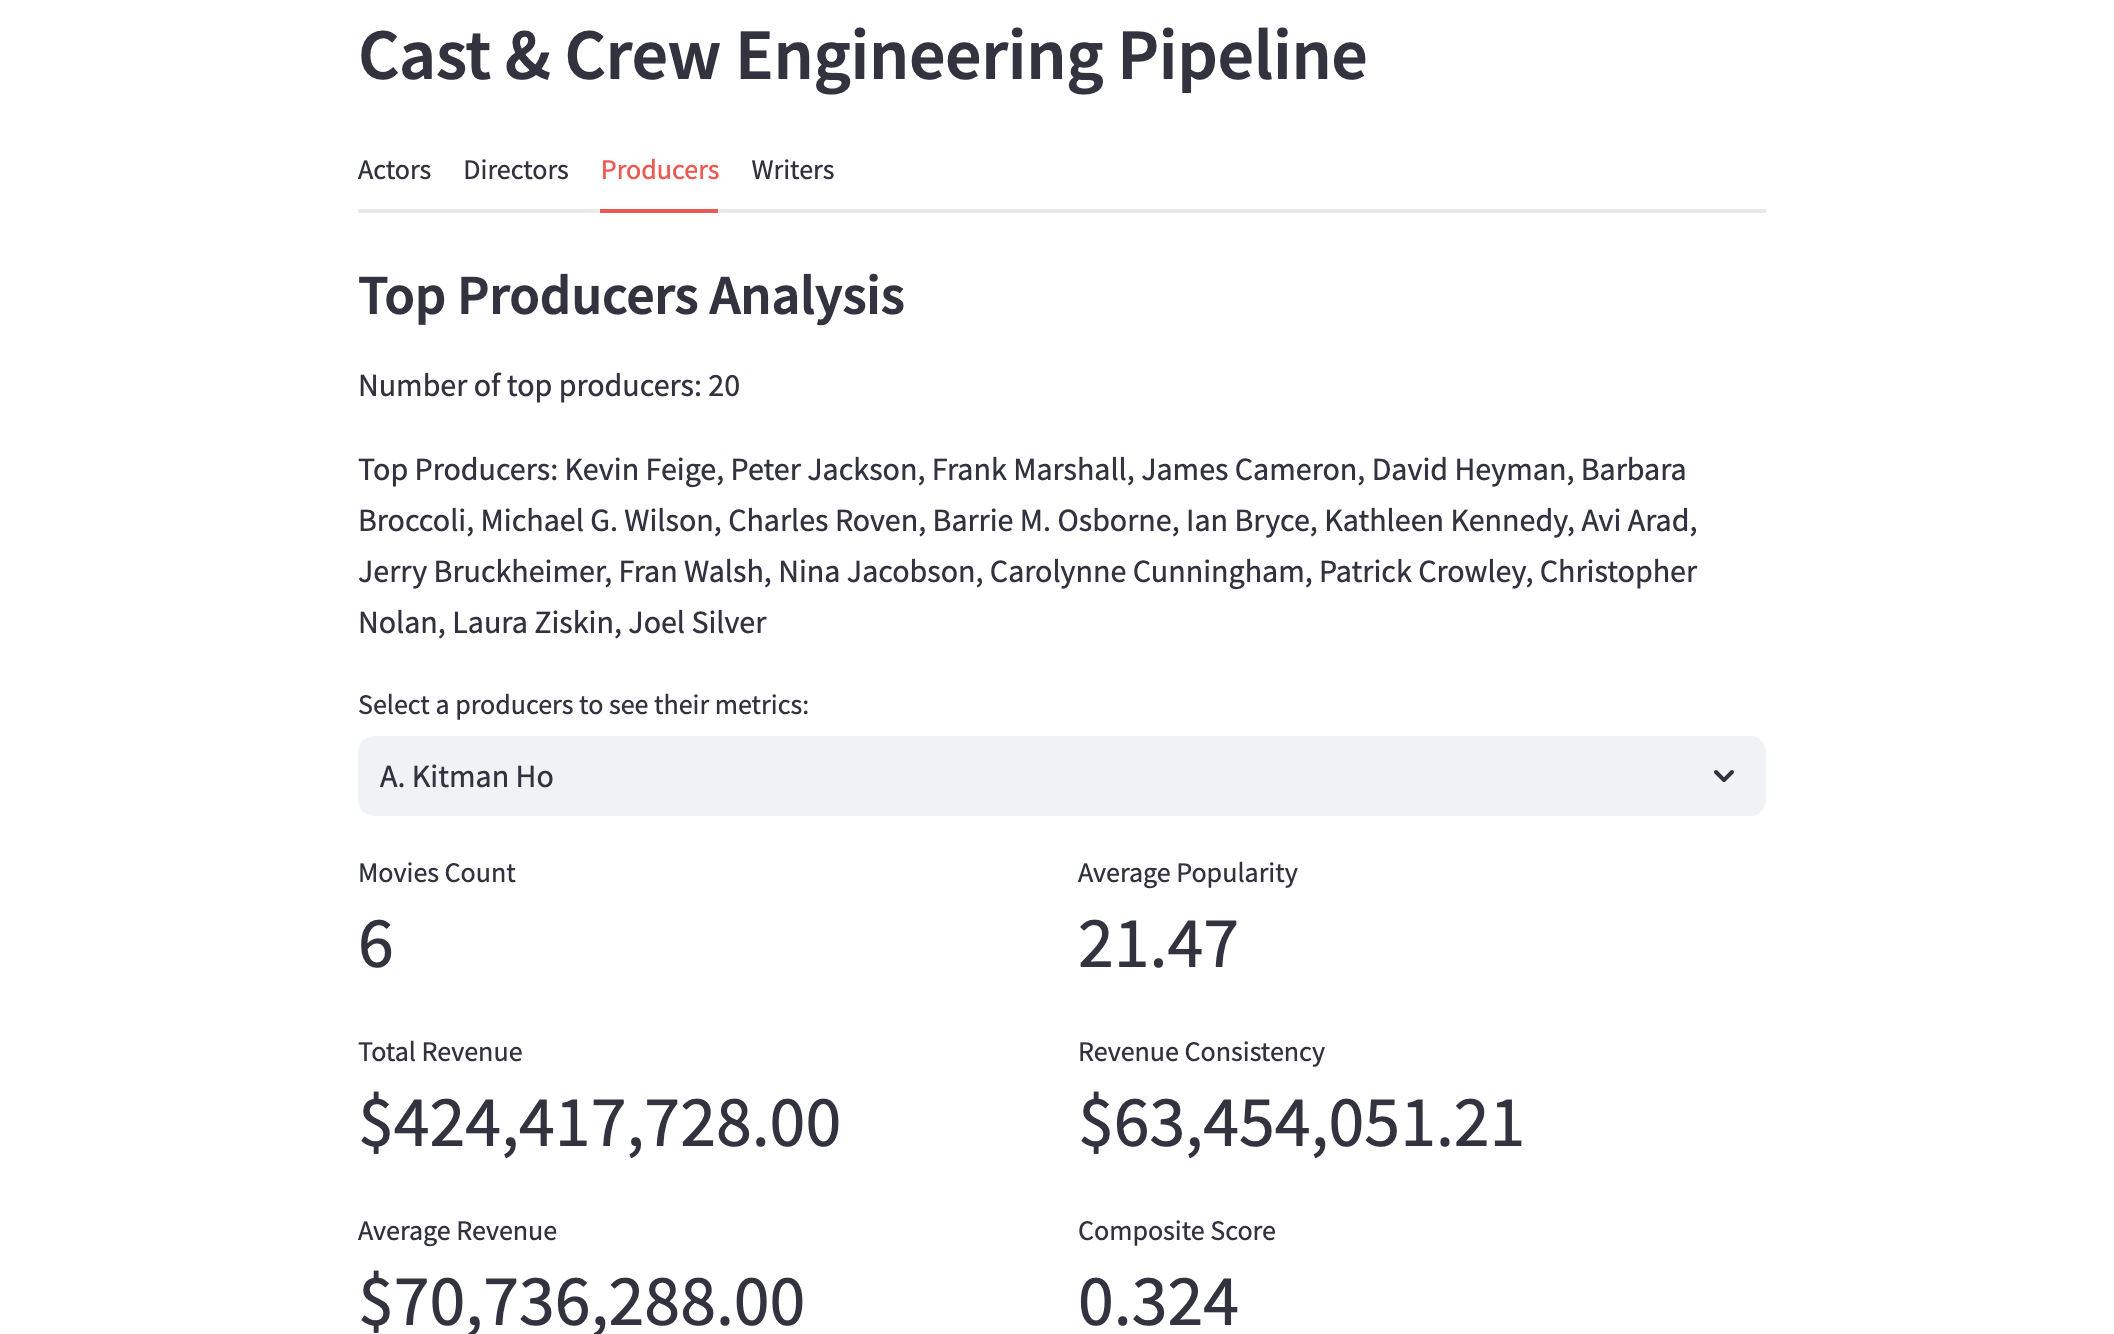 Cast & Crew Engineering Pipeline
Actors Directors Producers Writers
Top Producers Analysis
Number of top producers: 20
Top Producers: Kevin Feige, Peter Jackson, Frank Marshall, James Cameron, David Heyman, Barbara
Broccoli, Michael G. Wilson, Charles Roven, Barrie M. Osborne, Ian Bryce, Kathleen Kennedy, Avi Arad,
Jerry Bruckheimer, Fran Walsh, Nina Jacobson, Carolynne Cunningham, Patrick Crowley, Christopher
Nolan, Laura Ziskin, Joel Silver
Select a producers to see their metrics:
A. Kitman Ho
Movies Count
6
Average Popularity
21.47
Total Revenue
$424,417,728.00
Revenue Consistency
$63,454,051.21
Average Revenue
$70,736,288.00
Composite Score
0.324